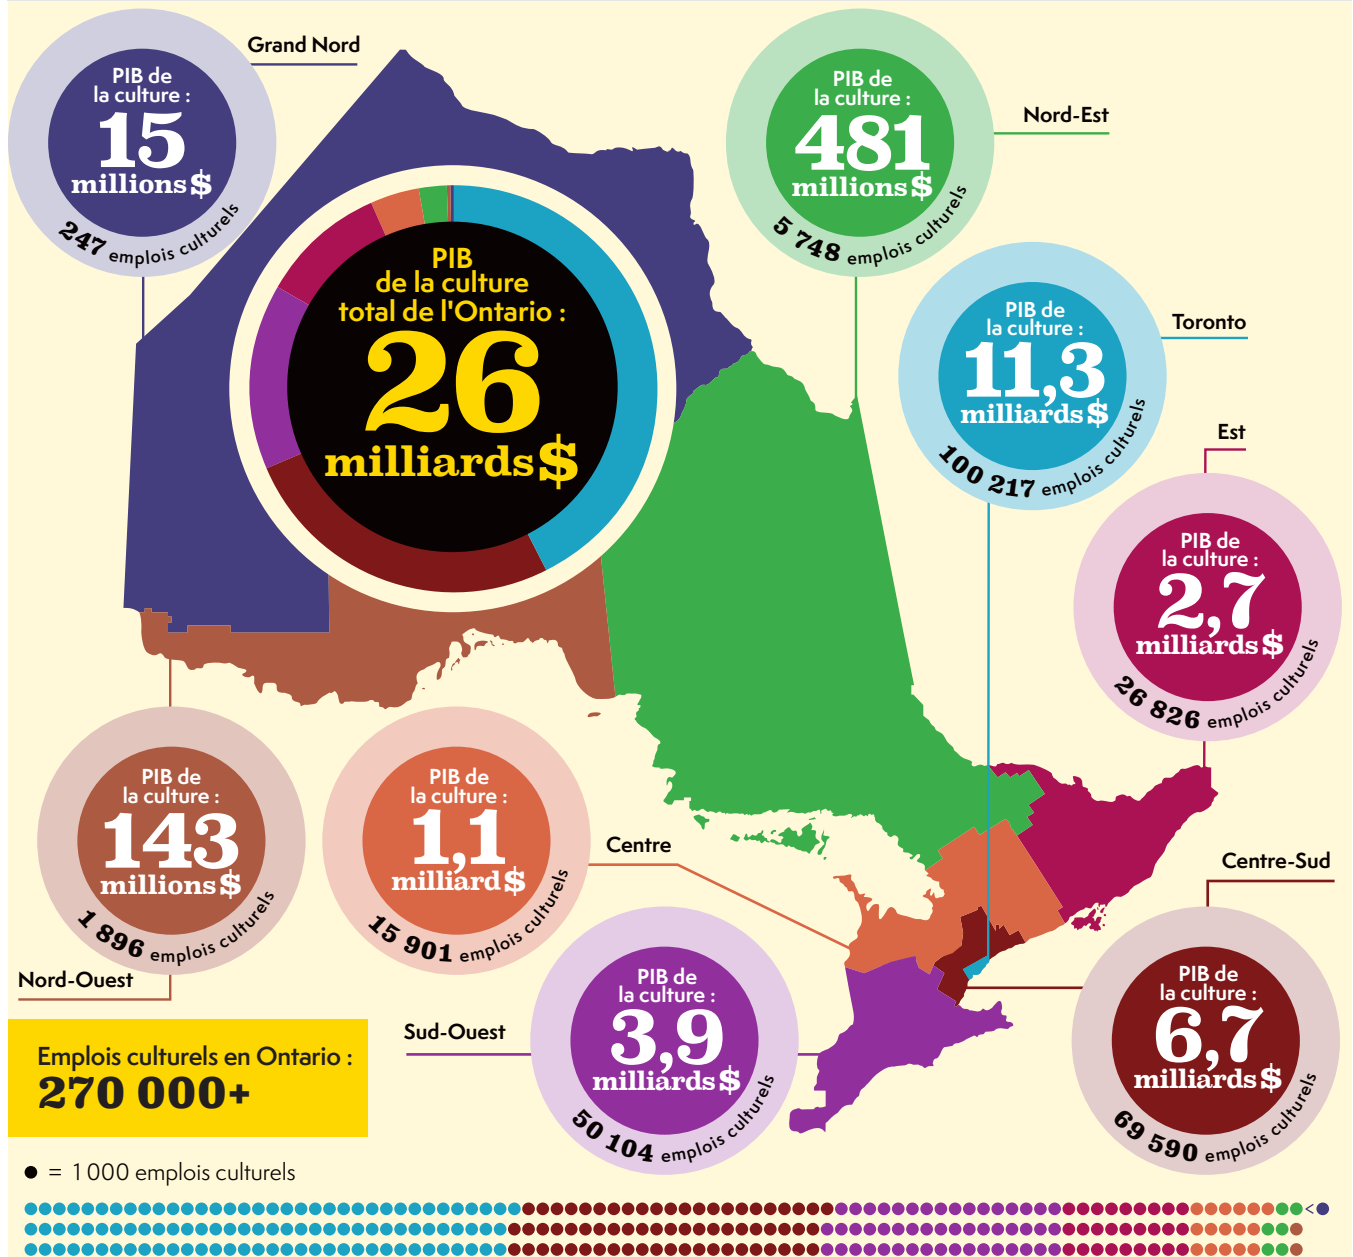 Grand Nord
PIB de
la culture :
15
millions $
247 emplois culturels
PIB de
la culture :
481
millions $
5 748 emplois culturels
Nord-Est
PIB
de la culture
total de l'Ontario :
26
milliards $
PIB de
la culture :
11,3
milliards $
100 217 emplois culturels
Toronto
Est
PIB de
la culture :
2,7
milliards $
26 826 emplois culturels
PIB de
la culture :
143
millions $
1 896 emplois culturels
Nord-Ouest
PIB de
la culture :
1,1
milliard $
15 901 emplois culturels
Centre
Centre-Sud
PIB de
la culture :
6,7
milliards $
69 590 emplois culturels
Sud-Ouest
PIB de
la culture :
3,9
milliards $
50 104 emplois culturels
Emplois culturels en Ontario :
270 000+
● = 1 000 emplois culturels
<